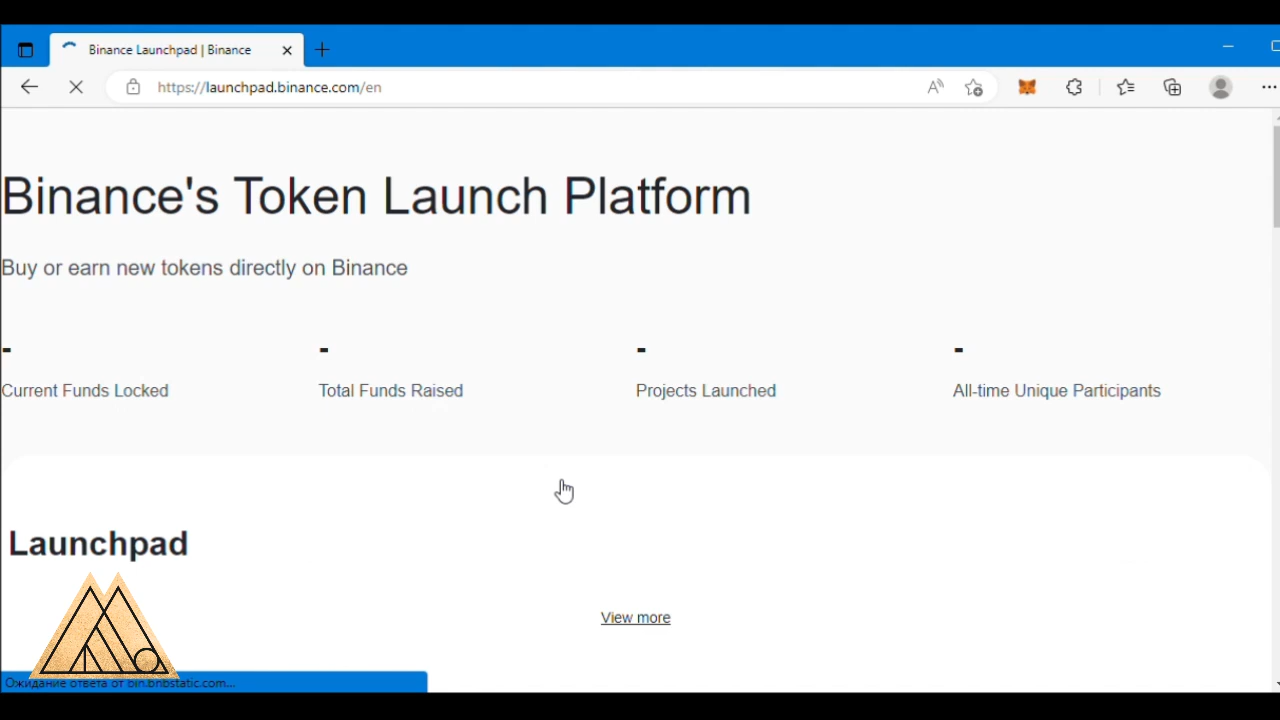 Binance Launchpad | Binance
https://launchpad.binance.com/en
Binance's Token Launch Platform
Buy or earn new tokens directly on Binance
- - - -
Current Funds Locked Total Funds Raised Projects Launched All-time Unique Participants
Launchpad
View more
Ожидание ответа от bin.bnbstatic.com...